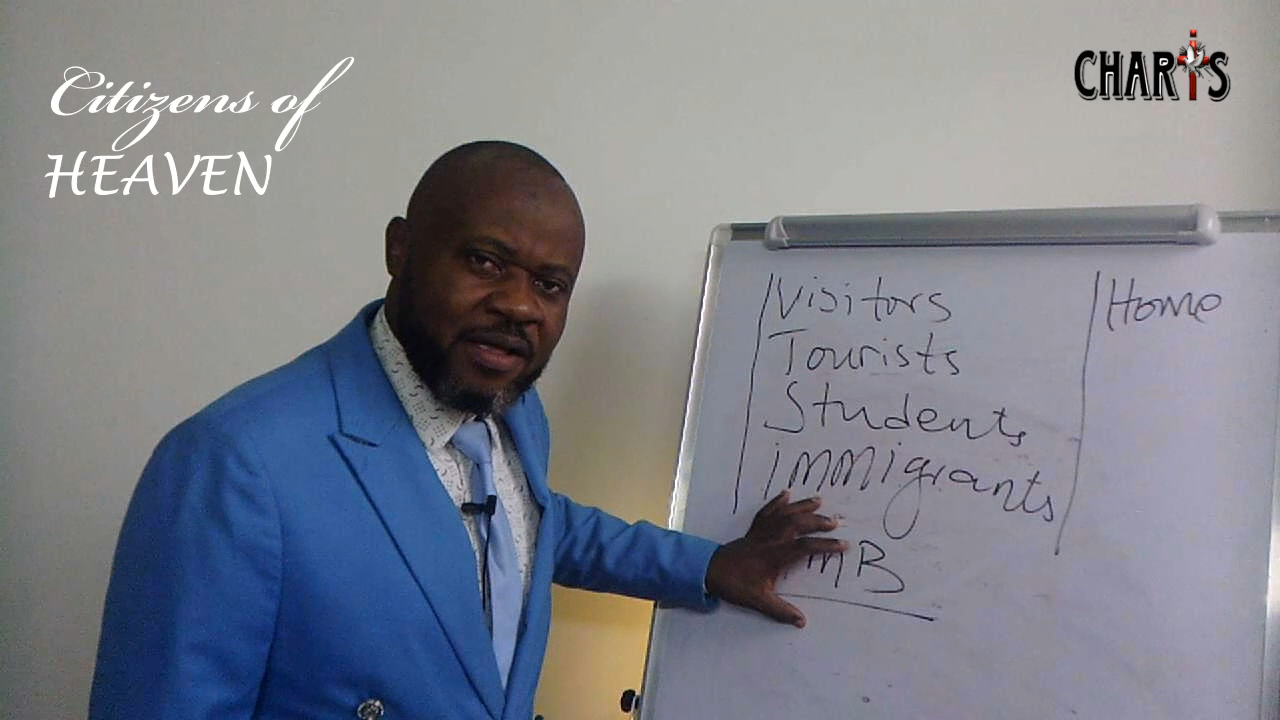 Citizens of
HEAVEN
CHARIS
Visitors
Tourists
Students
immigrants
Home